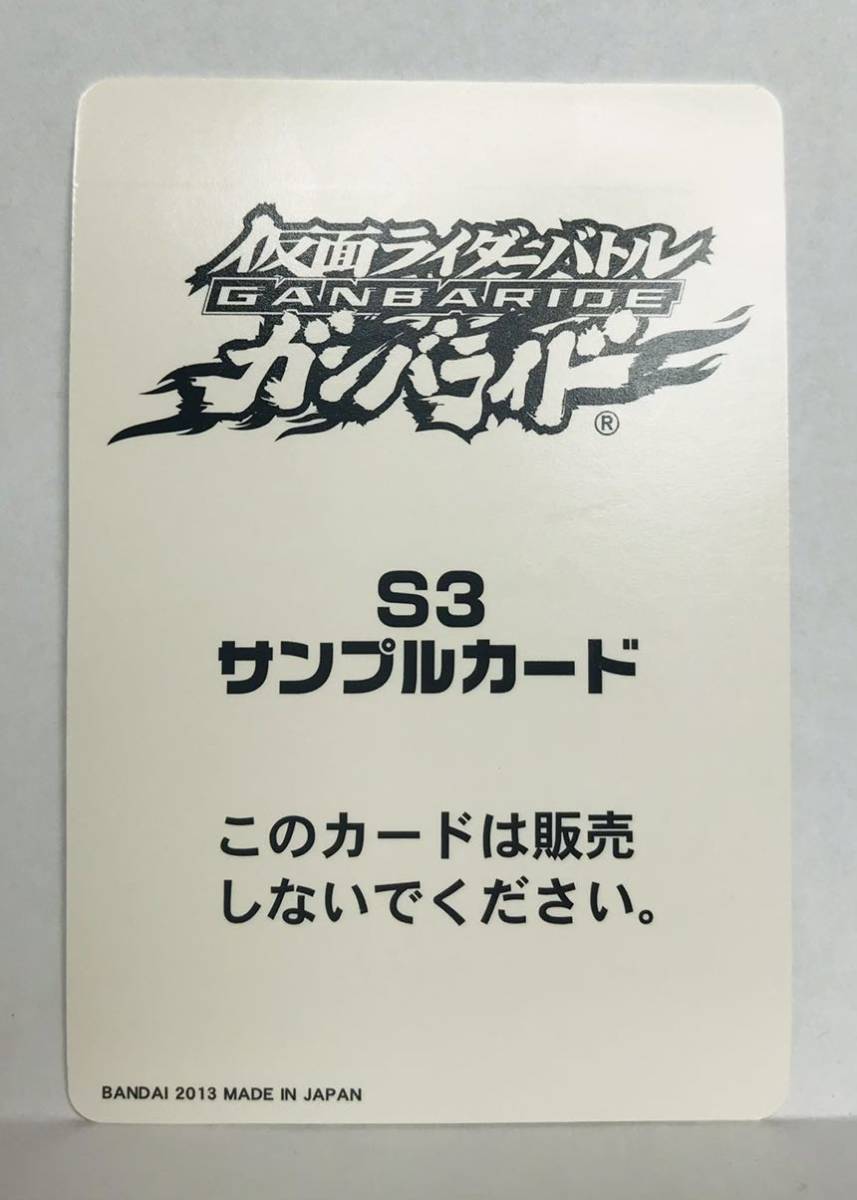 仮面ライダーバトル
GANBARIDE
ガンバライド®
S3
サンプルカード
このカードは販売
しないでください。
BANDAI 2013 MADE IN JAPAN